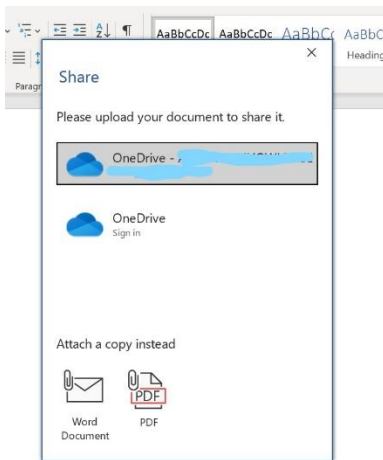 AaBbCcDc AaBbCcDc AaBbCc AaBbC
Heading
Paragr
Share
Please upload your document to share it.
OneDrive -
OneDrive
Sign in
Attach a copy instead
Word
Document
PDF
PDF